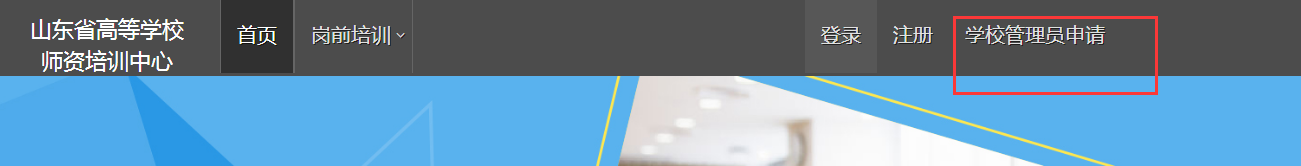 山东省高等学校
师资培训中心
首页
岗前培训
登录
注册
学校管理员申请